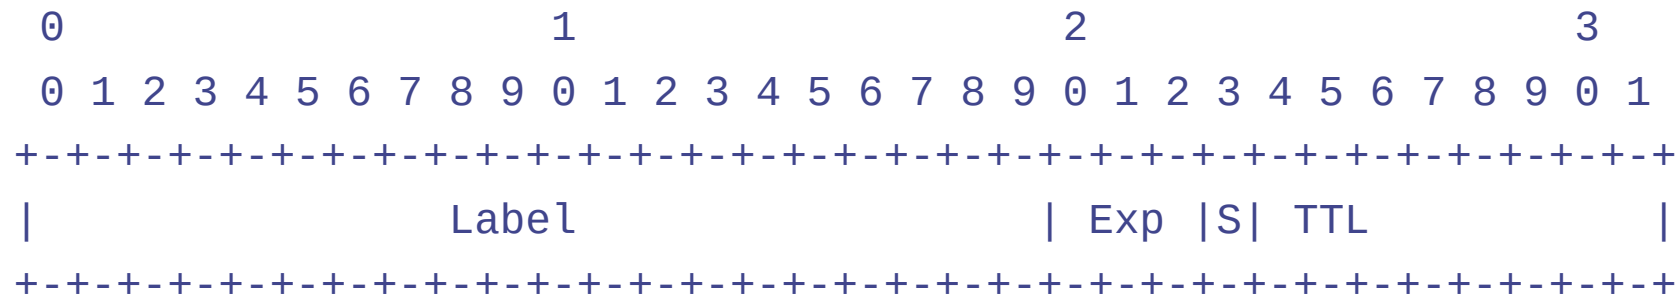 0                   1                   2                   3
 0 1 2 3 4 5 6 7 8 9 0 1 2 3 4 5 6 7 8 9 0 1 2 3 4 5 6 7 8 9 0 1
+-+-+-+-+-+-+-+-+-+-+-+-+-+-+-+-+-+-+-+-+-+-+-+-+-+-+-+-+-+-+-+-+
|                Label                  | Exp |S| TTL           |
+-+-+-+-+-+-+-+-+-+-+-+-+-+-+-+-+-+-+-+-+-+-+-+-+-+-+-+-+-+-+-+-+